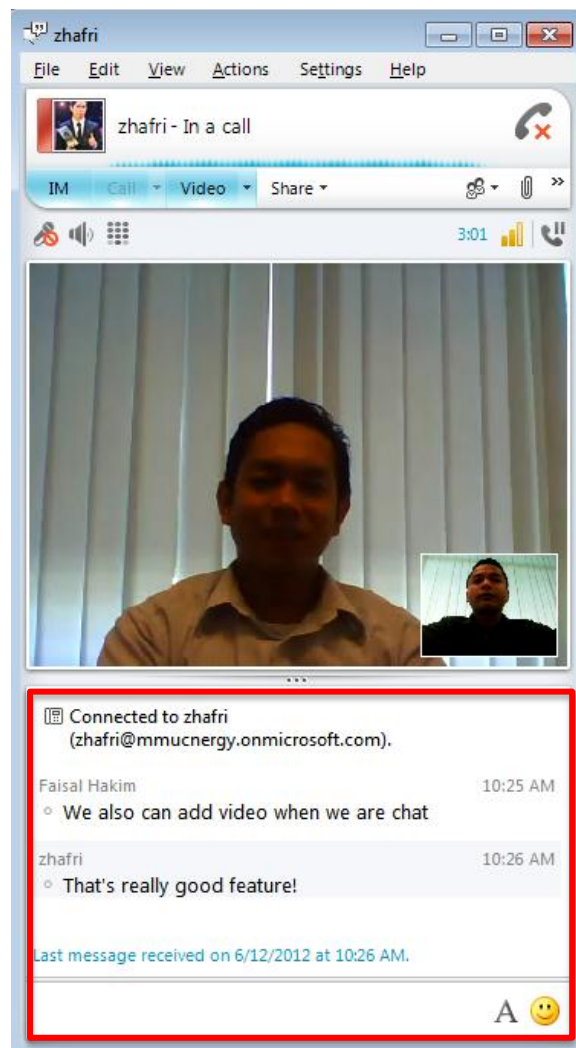 zhafri
File Edit View Actions Settings Help
zhafri - In a call
IM Call Video Share
3:01
Connected to zhafri
(zhafri@mmucnergy.onmicrosoft.com).
Faisal Hakim 10:25 AM
We also can add video when we are chat
zhafri 10:26 AM
That's really good feature!
Last message received on 6/12/2012 at 10:26 AM.
A